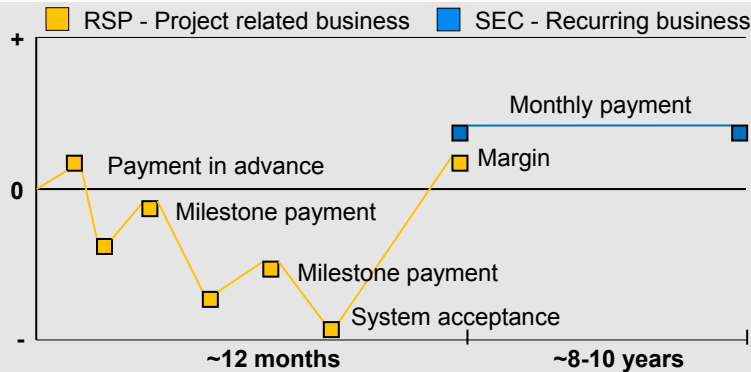 RSP - Project related business
SEC - Recurring business
+
Monthly payment
Payment in advance
Margin
0
Milestone payment
Milestone payment
System acceptance
-
~12 months
~8-10 years